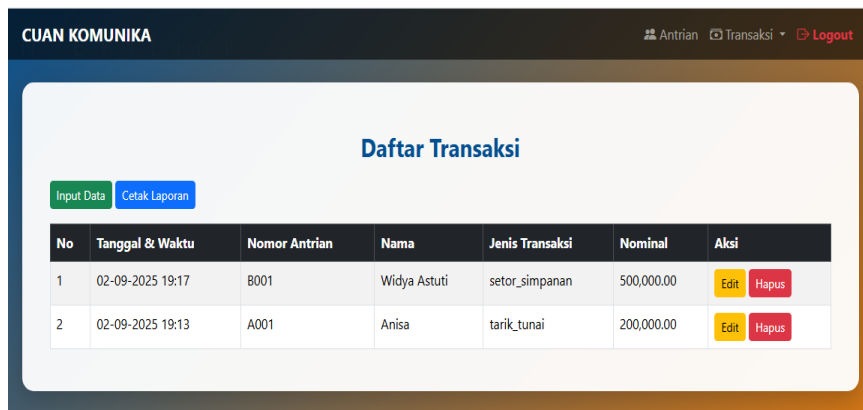 CUAN KOMUNIKA Antrian Transaksi Logout
Daftar Transaksi
Input Data Cetak Laporan
No Tanggal & Waktu Nomor Antrian Nama Jenis Transaksi Nominal Aksi
1 02-09-2025 19:17 B001 Widya Astuti setor_simpanan 500,000.00 Edit Hapus
2 02-09-2025 19:13 A001 Anisa tarik_tunai 200,000.00 Edit Hapus